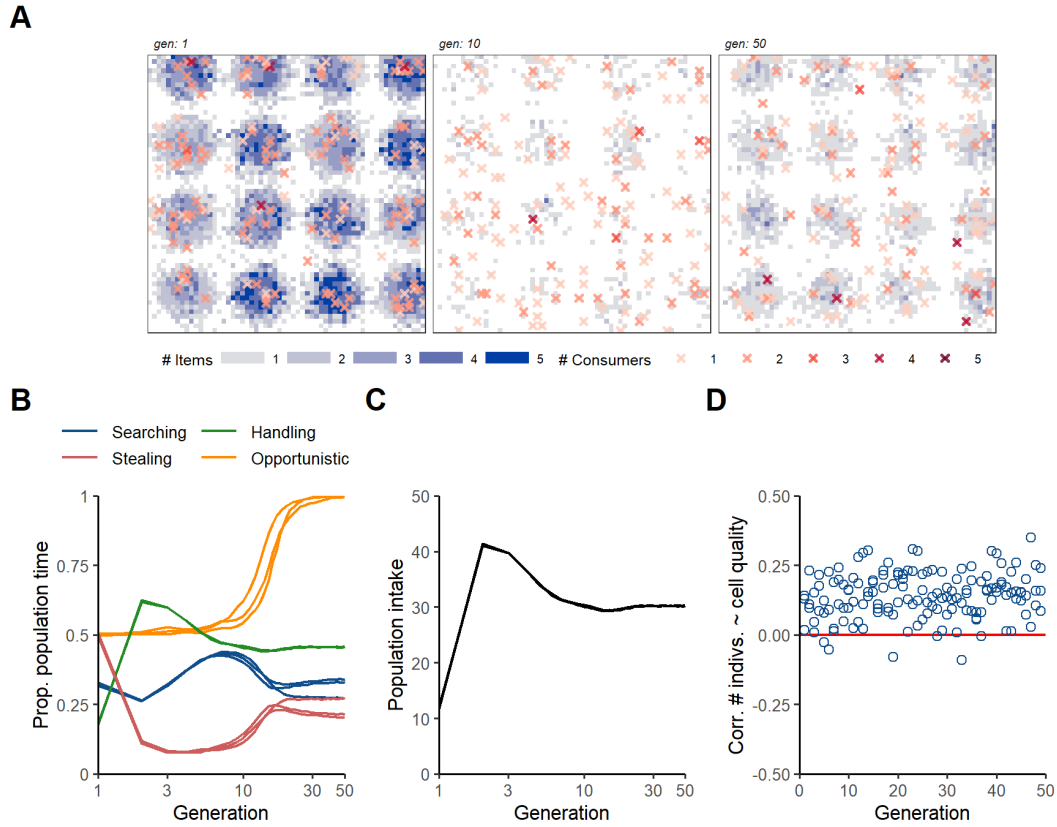 A
gen: 1 gen: 10 gen: 50
# Items 1 2 3 4 5 # Consumers 1 2 3 4 5
B C D
Searching Handling
Stealing Opportunistic
Prop. population time
1
0.75
0.5
0.25
0
1 3 10 30 50
Generation
Population intake
50
40
30
20
10
0
1 3 10 30 50
Generation
Corr. # indivs. ~ cell quality
0.50
0.25
0.00
-0.25
-0.50
0 10 20 30 40 50
Generation